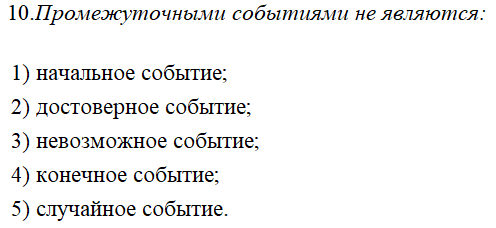 10.Промежуточными событиями не являются:
1) начальное событие;
2) достоверное событие;
3) невозможное событие;
4) конечное событие;
5) случайное событие.